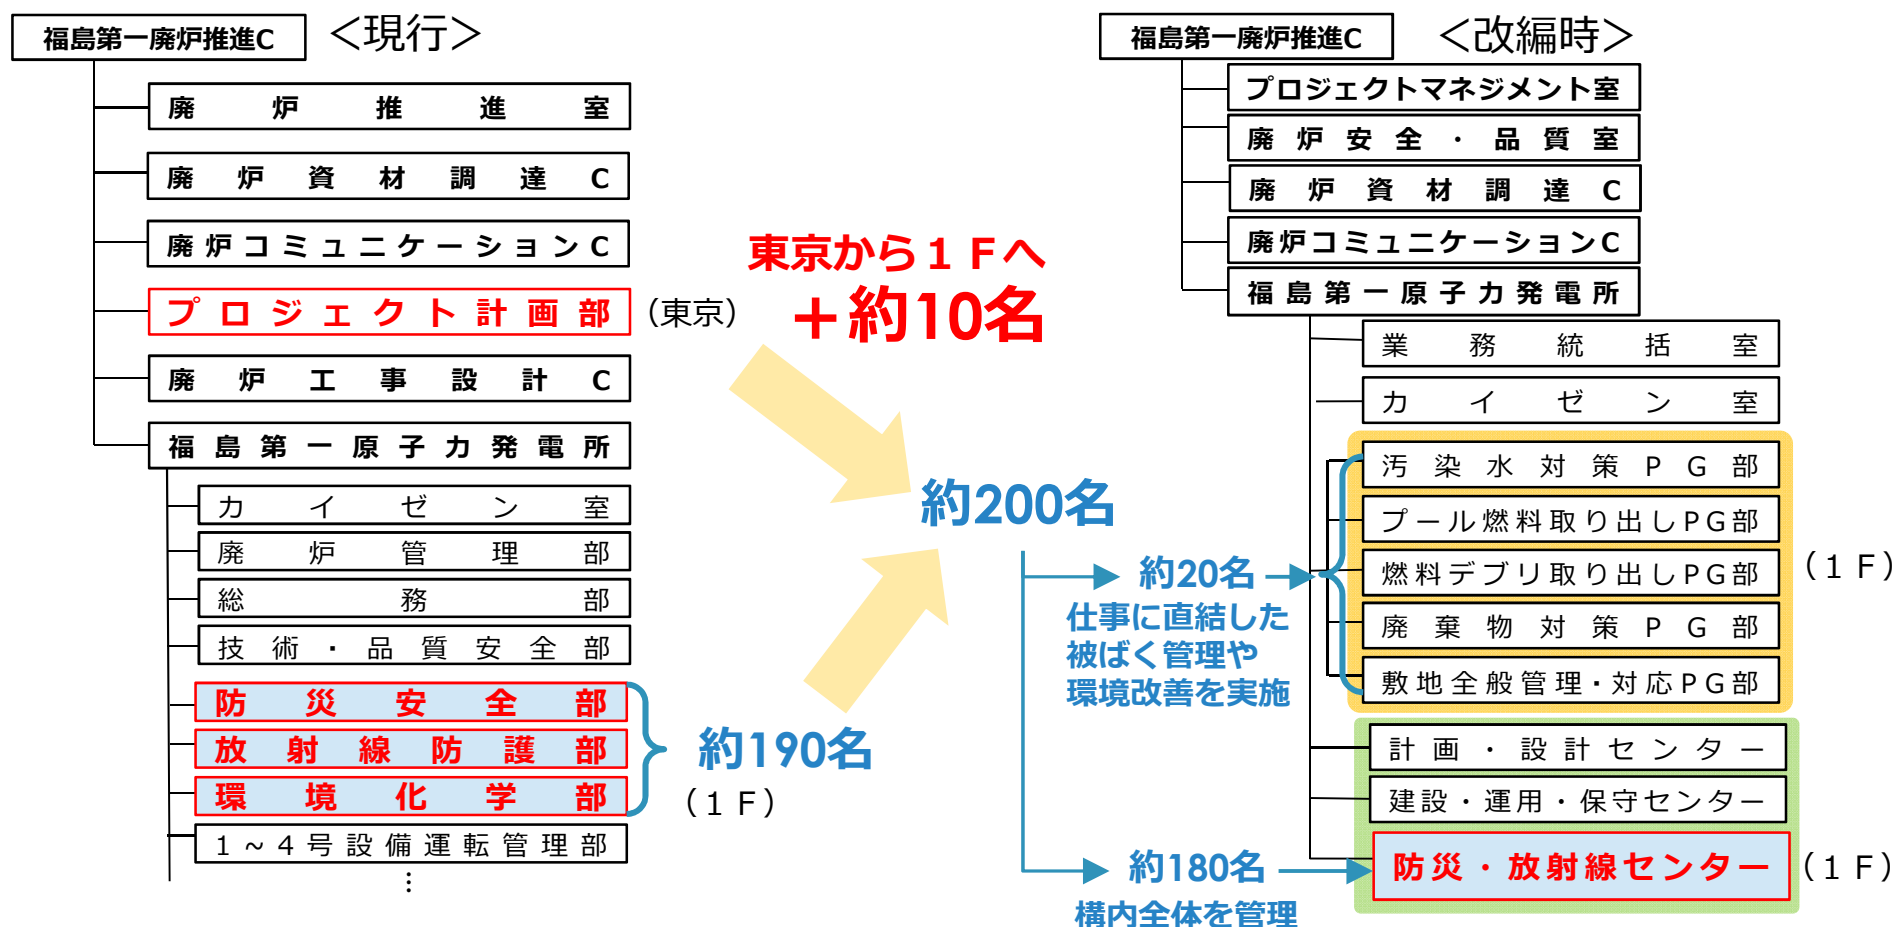 福島第一廃炉推進C
＜現行＞
廃炉推進室
廃炉資材調達C
廃炉コミュニケーションC
プロジェクト計画部
（東京）
廃炉工事設計C
福島第一原子力発電所
カイゼン室
廃炉管理部
総務部
技術・品質安全部
防災安全部
放射線防護部
環境化学部
1~4号設備運転管理部
…
東京から１Ｆへ
＋約10名
約190名
（１Ｆ）
約200名
約20名
仕事に直結した
被ばく管理や
環境改善を実施
約180名
構内全体を管理
福島第一廃炉推進C
＜改編時＞
プロジェクトマネジメント室
廃炉安全・品質室
廃炉資材調達C
廃炉コミュニケーションC
福島第一原子力発電所
業務統括室
カイゼン室
汚染水対策PG部
プール燃料取り出しPG部
燃料デブリ取り出しPG部
（１Ｆ）
廃棄物対策PG部
敷地全般管理・対応PG部
計画・設計センター
建設・運用・保守センター
防災・放射線センター
（１Ｆ）